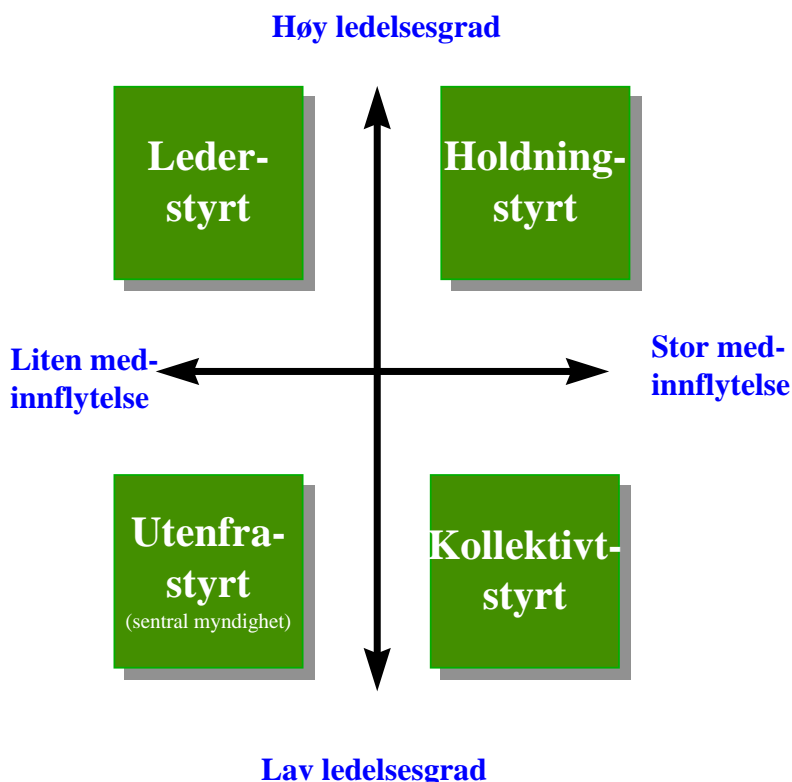 Høy ledelsesgrad
Leder-
styrt
Holdning-
styrt
Liten med-
innflytelse
Stor med-
innflytelse
Utenfra-
styrt
(sentral myndighet)
Kollektivt-
styrt
Lav ledelsesgrad